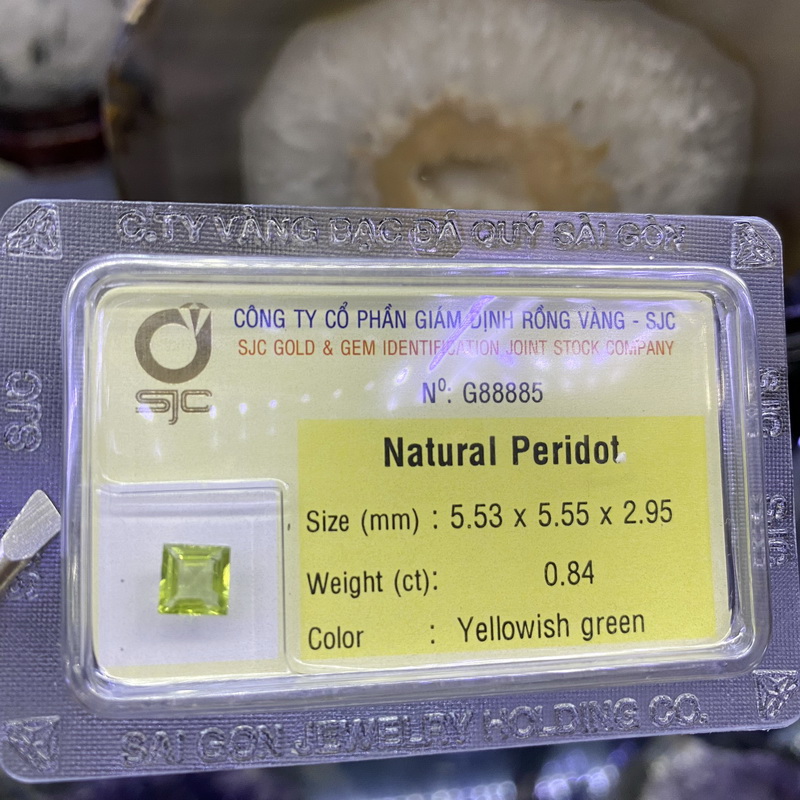 C.TY VÀNG BẠC ĐÁ QUÝ SÀI GÒN
CÔNG TY CỔ PHẦN GIÁM ĐỊNH RỒNG VÀNG - SJC
SJC GOLD & GEM IDENTIFICATION JOINT STOCK COMPANY
SJC
Nº: G88885
Natural Peridot
Size (mm) : 5.53 x 5.55 x 2.95
Weight (ct): 0.84
Color : Yellowish green
SJC
SJC
SJC
SAI GON JEWELRY HOLDING CO.